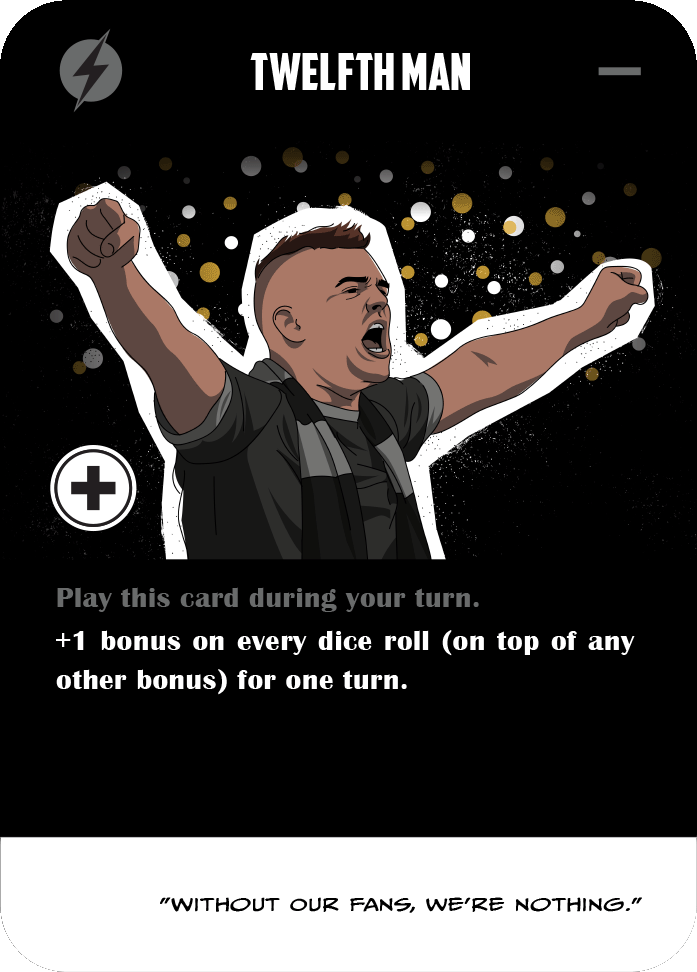 TWELFTH MAN
Play this card during your turn.
+1 bonus on every dice roll (on top of any
other bonus) for one turn.
"WITHOUT OUR FANS, WE'RE NOTHING."